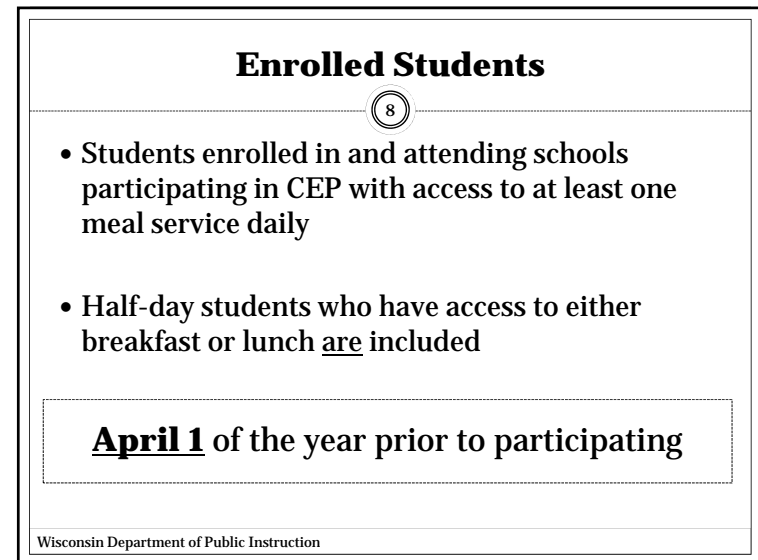 Enrolled Students
8
• Students enrolled in and attending schools
participating in CEP with access to at least one
meal service daily
• Half-day students who have access to either
breakfast or lunch are included
April 1 of the year prior to participating
Wisconsin Department of Public Instruction